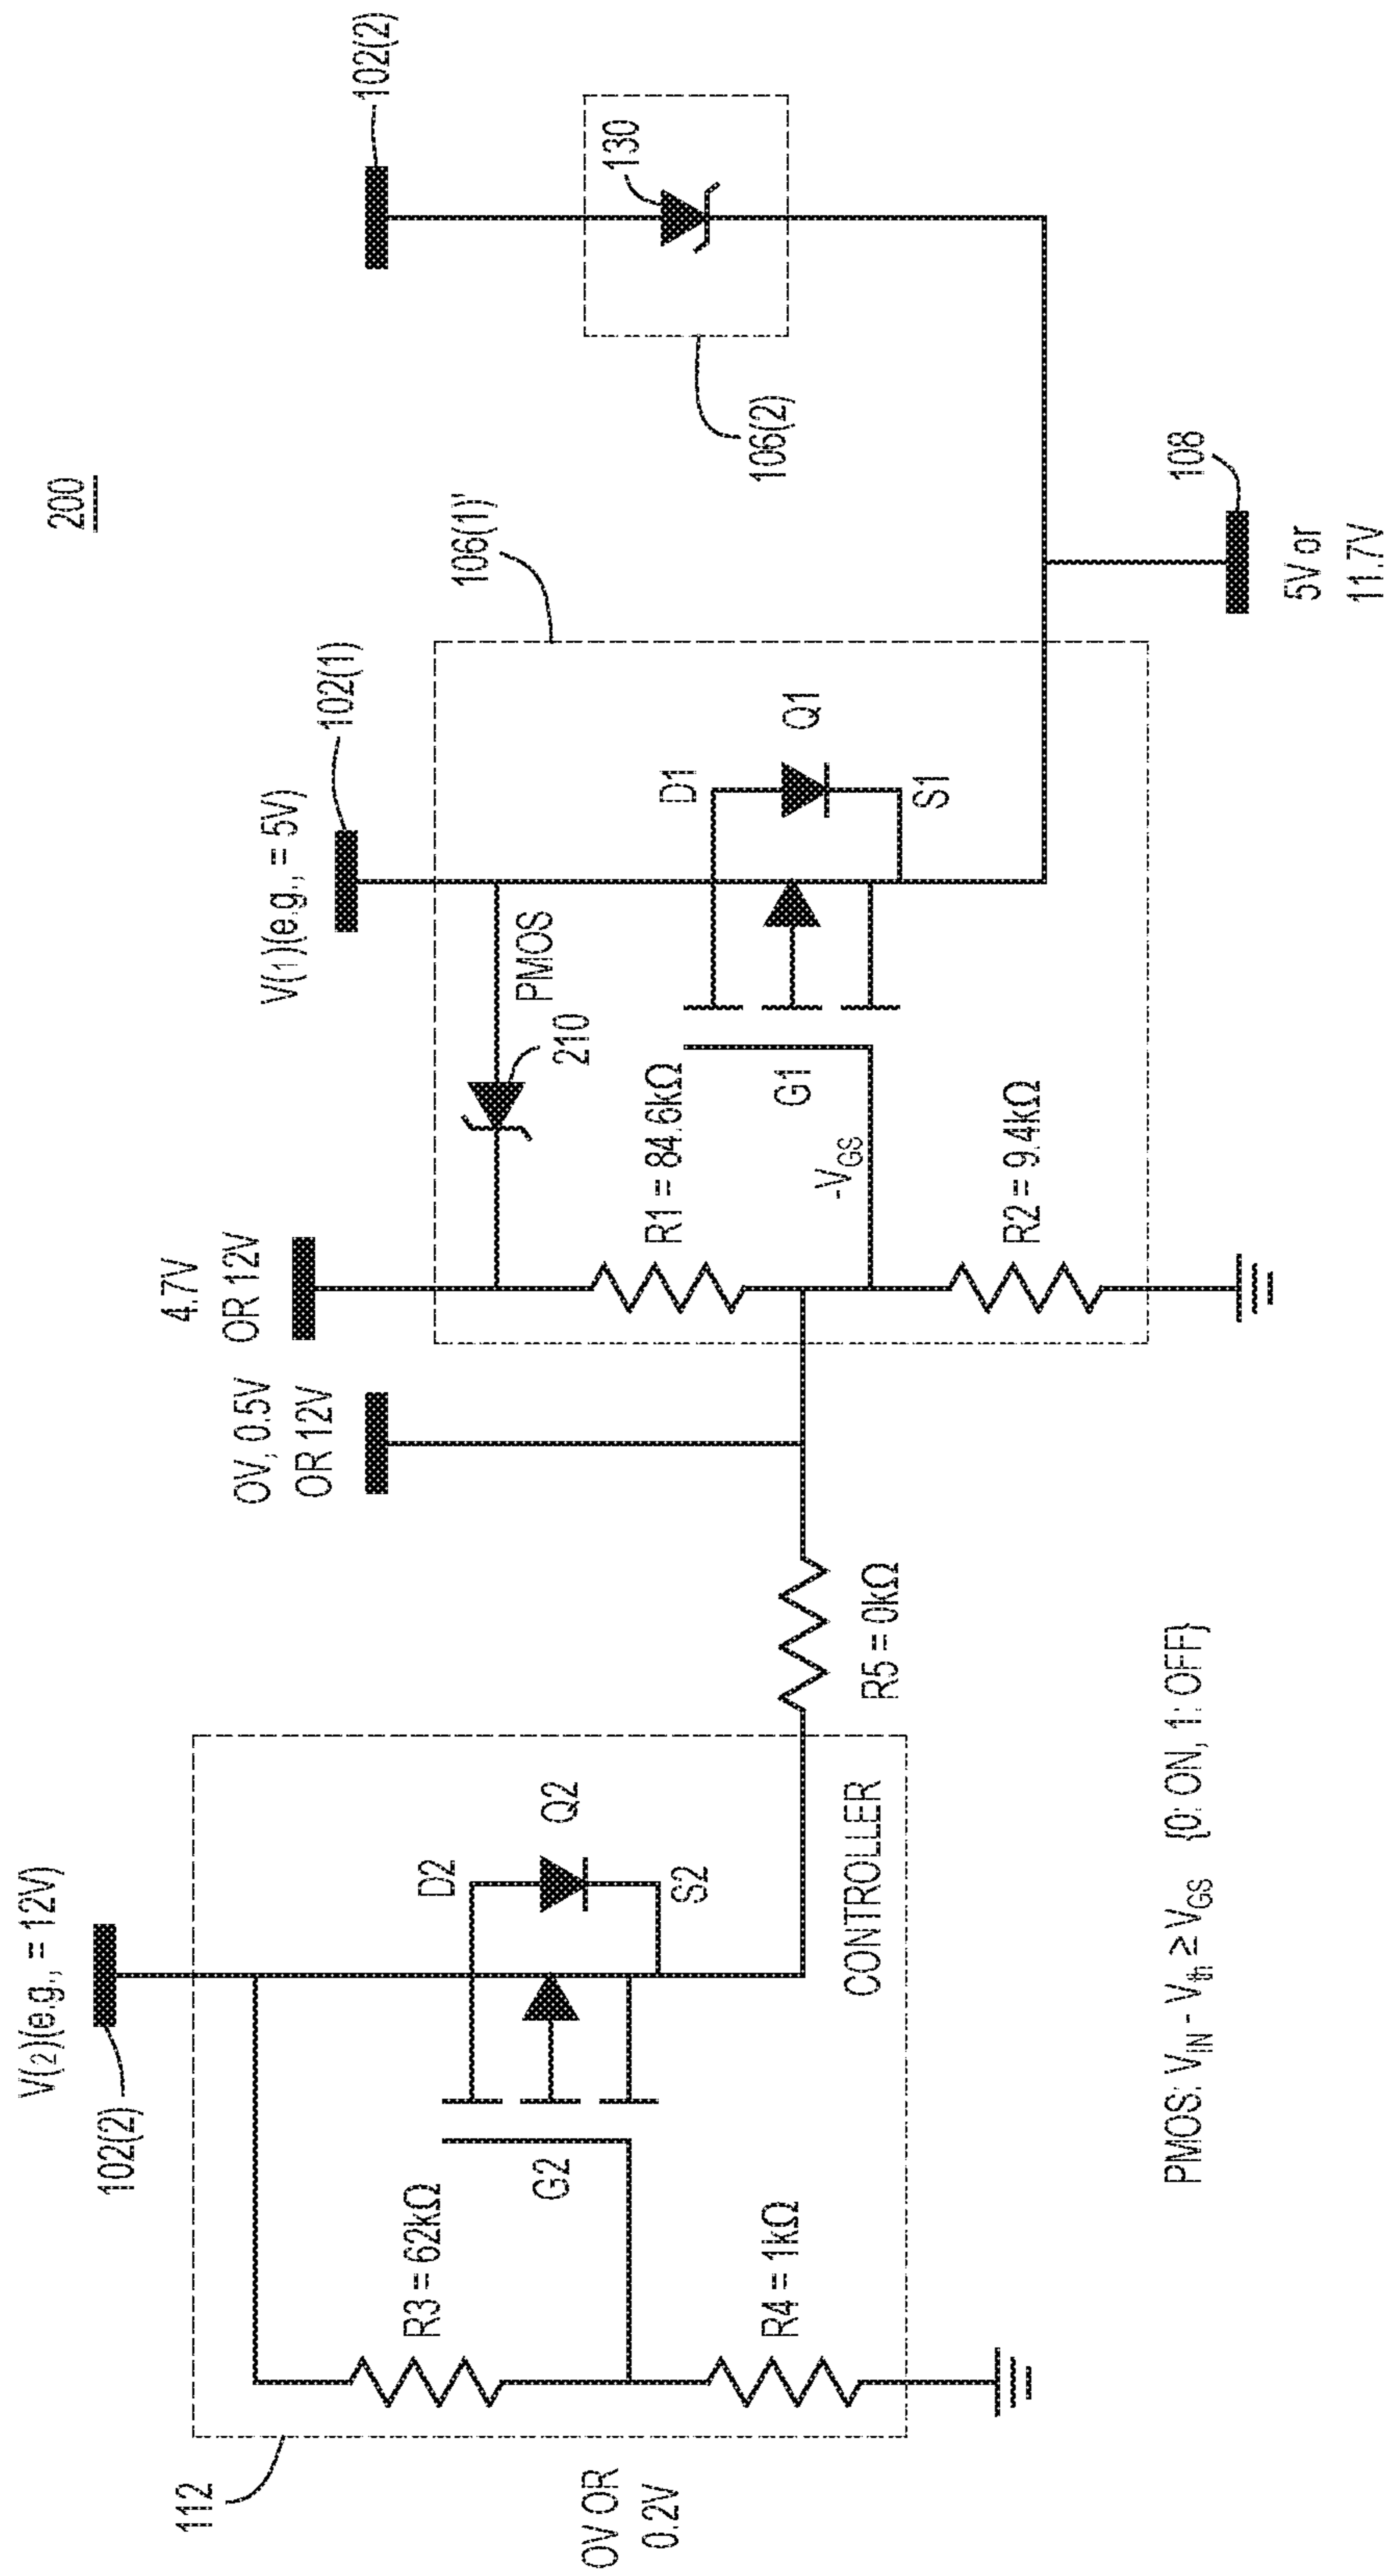 200
V(2)(e.g., = 12V)
102(2)
112
0V OR
0.2V
R3 = 62kΩ
R4 = 1kΩ
G2
D2
Q2
S2
CONTROLLER
R5 = 0kΩ
0V, 0.5V
OR 12V
4.7V
OR 12V
V(1)(e.g., = 5V)
102(1)
106(1)'
PMOS
210
R1 = 84.6kΩ
-VGS
R2 = 9.4kΩ
G1
D1
Q1
S1
102(2)
130
106(2)
108
5V or
11.7V
PMOS: VIN - Vth ≥ VGS {0: ON, 1: OFF}